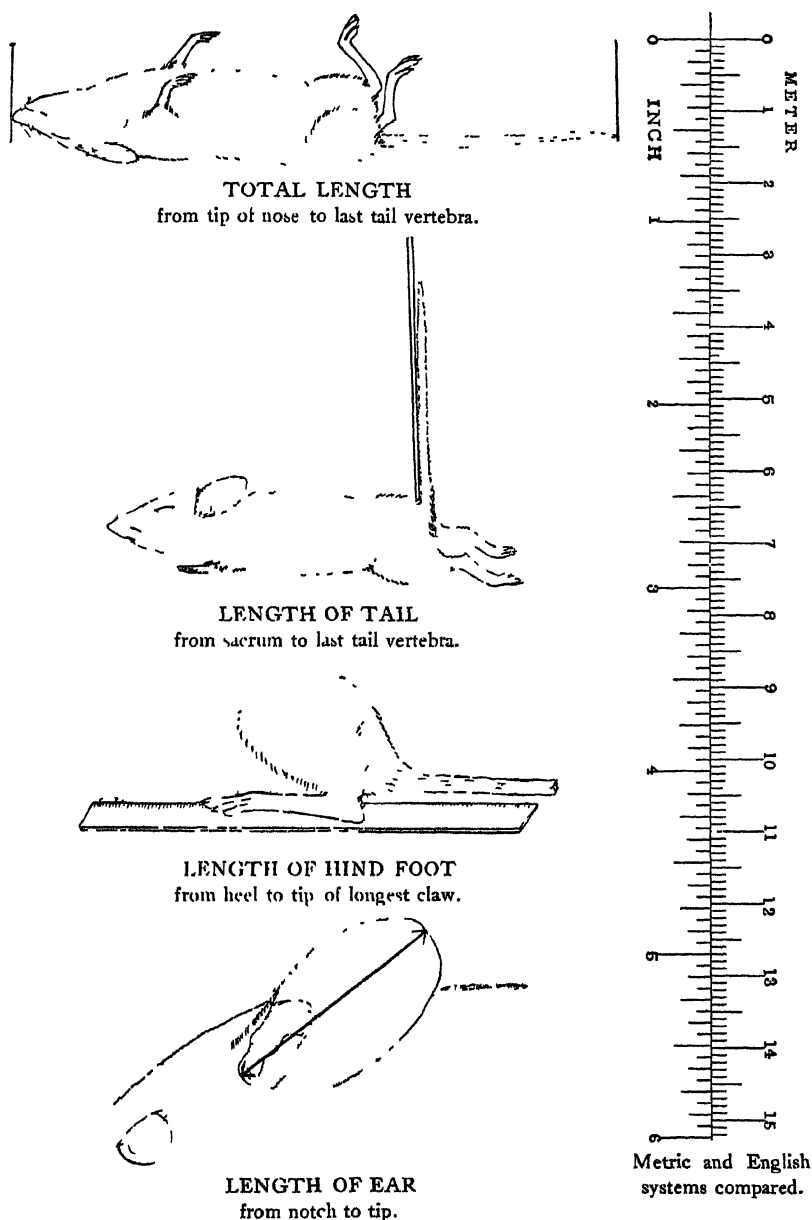 TOTAL LENGTH
from tip of nose to last tail vertebra.
LENGTH OF TAIL
from sacrum to last tail vertebra.
LENGTH OF HIND FOOT
from heel to tip of longest claw.
LENGTH OF EAR
from notch to tip.
INCH
0
1
2
3
4
5
6
METER
0
1
2
3
4
5
6
7
8
9
10
11
12
13
14
15
Metric and English
systems compared.